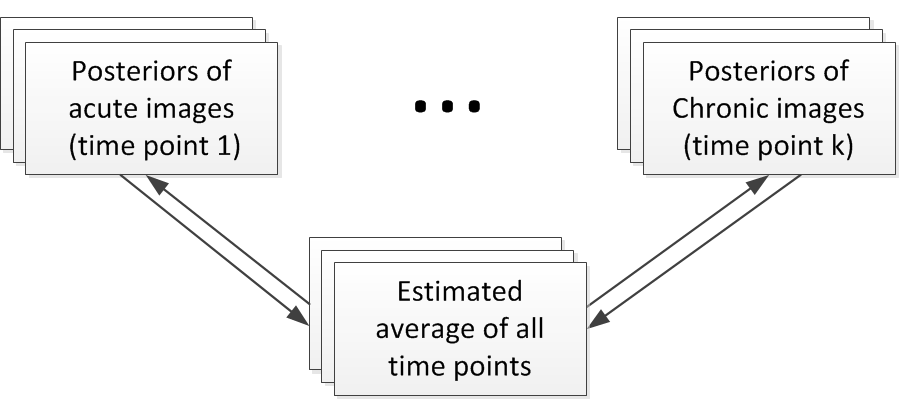 Posteriors of
acute images
(time point 1)
...
Posteriors of
Chronic images
(time point k)
Estimated
average of all
time points